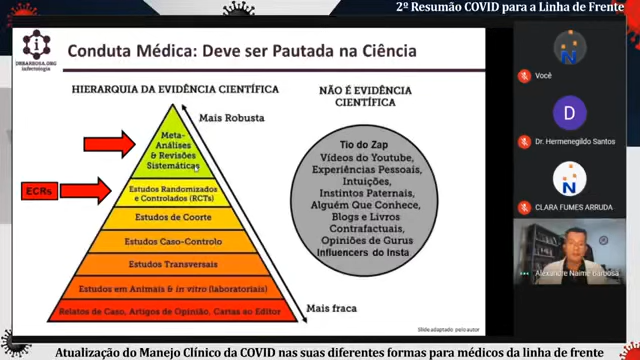 2º Resumão COVID para a Linha de Frente
DRBARBOSA.ORG
Infectologia
Conduta Médica: Deve ser Pautada na Ciência
HIERARQUIA DA EVIDÊNCIA CIENTÍFICA
Mais Robusta
Meta-
Análises
& Revisões
Sistemáticas
ECRs
Estudos Randomizados
e Controlados (RCTs)
Estudos de Coorte
Estudos Caso-Controlo
Estudos Transversais
Estudos em Animais & in vitro (laboratoriais)
Relatos de Caso, Artigos de Opinião, Cartas ao Editor
Mais fraca
NÃO É EVIDÊNCIA
CIENTÍFICA
Tio do Zap
Vídeos do Youtube,
Experiências Pessoais,
Intuições,
Instintos Paternais,
Alguém Que Conhece,
Blogs e Livros
Contrafactuais,
Opiniões de Gurus
Influencers do Insta
Slide adaptado pelo autor
Você
D
Dr. Hermenegildo Santos
CLARA FUMES ARRUDA
Alexandre Naime Barbosa
Atualização do Manejo Clínico da COVID nas suas diferentes formas para médicos da linha de frente